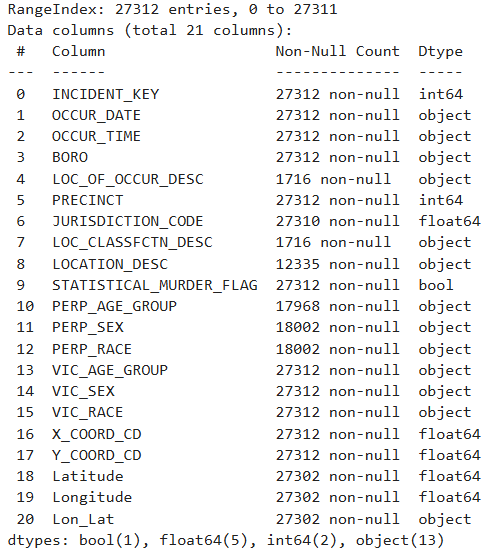 RangeIndex: 27312 entries, 0 to 27311
Data columns (total 21 columns):
 #   Column                   Non-Null Count  Dtype
---  ------                   --------------  -----
 0   INCIDENT_KEY             27312 non-null  int64
 1   OCCUR_DATE               27312 non-null  object
 2   OCCUR_TIME               27312 non-null  object
 3   BORO                     27312 non-null  object
 4   LOC_OF_OCCUR_DESC        1716 non-null   object
 5   PRECINCT                 27312 non-null  int64
 6   JURISDICTION_CODE        27310 non-null  float64
 7   LOC_CLASSFCTN_DESC       1716 non-null   object
 8   LOCATION_DESC            12335 non-null  object
 9   STATISTICAL_MURDER_FLAG  27312 non-null  bool
 10  PERP_AGE_GROUP           17968 non-null  object
 11  PERP_SEX                 18002 non-null  object
 12  PERP_RACE                18002 non-null  object
 13  VIC_AGE_GROUP            27312 non-null  object
 14  VIC_SEX                  27312 non-null  object
 15  VIC_RACE                 27312 non-null  object
 16  X_COORD_CD               27312 non-null  float64
 17  Y_COORD_CD               27312 non-null  float64
 18  Latitude                 27302 non-null  float64
 19  Longitude                27302 non-null  float64
 20  Lon_Lat                  27302 non-null  object
dtypes: bool(1), float64(5), int64(2), object(13)